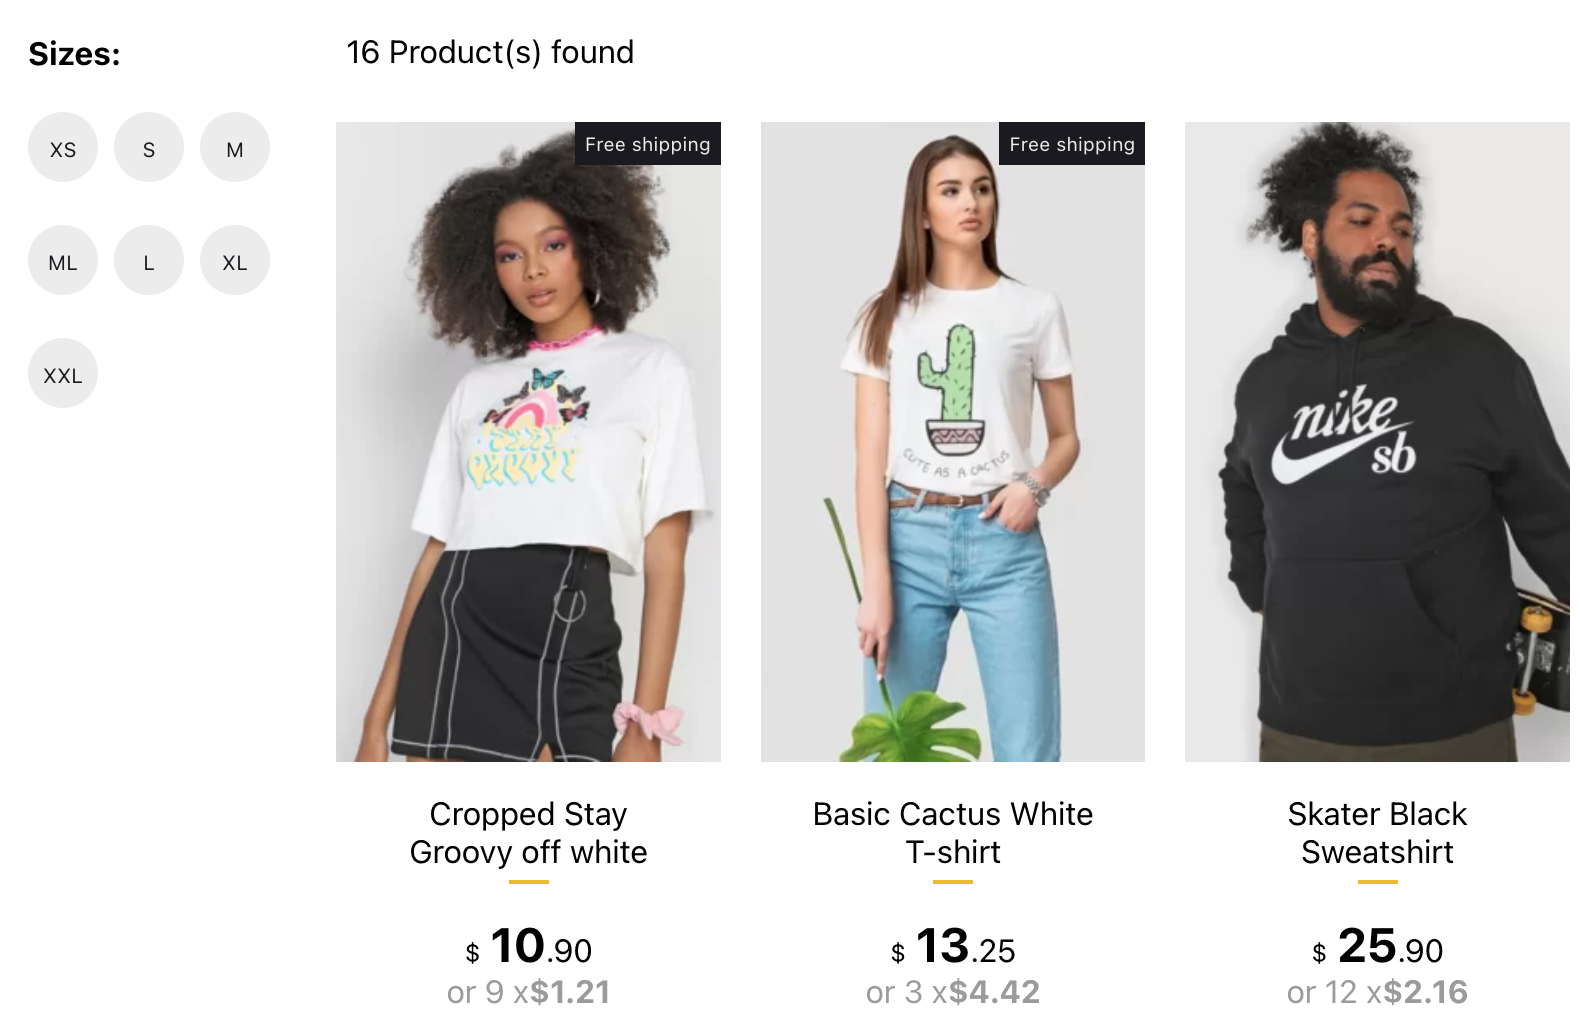 Sizes:
XS
S
M
ML
L
XL
XXL
16 Product(s) found
Free shipping
STAY
GROOVY
Cropped Stay
Groovy off white
$ 10.90
or 9 x$1.21
Free shipping
CUTE AS A CACTUS
Basic Cactus White
T-shirt
$ 13.25
or 3 x$4.42
nike
sb
Skater Black
Sweatshirt
$ 25.90
or 12 x$2.16